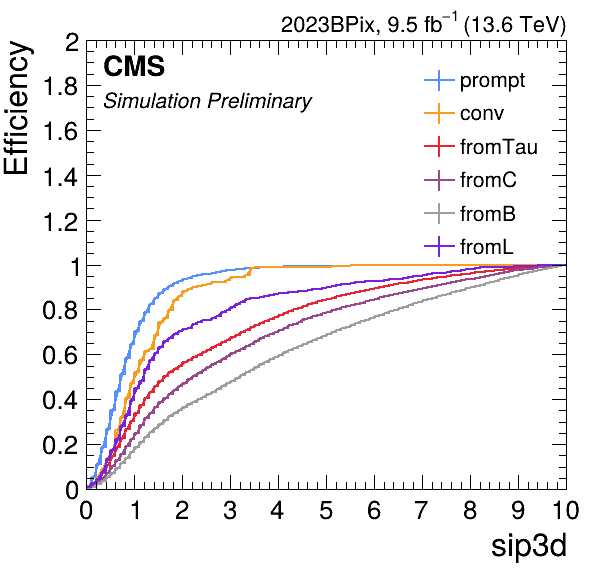 2023BPix, 9.5 fb⁻¹ (13.6 TeV)
CMS
Simulation Preliminary
prompt
conv
fromTau
fromC
fromB
fromL
Efficiency
2
1.8
1.6
1.4
1.2
1
0.8
0.6
0.4
0.2
0
0 1 2 3 4 5 6 7 8 9 10
sip3d